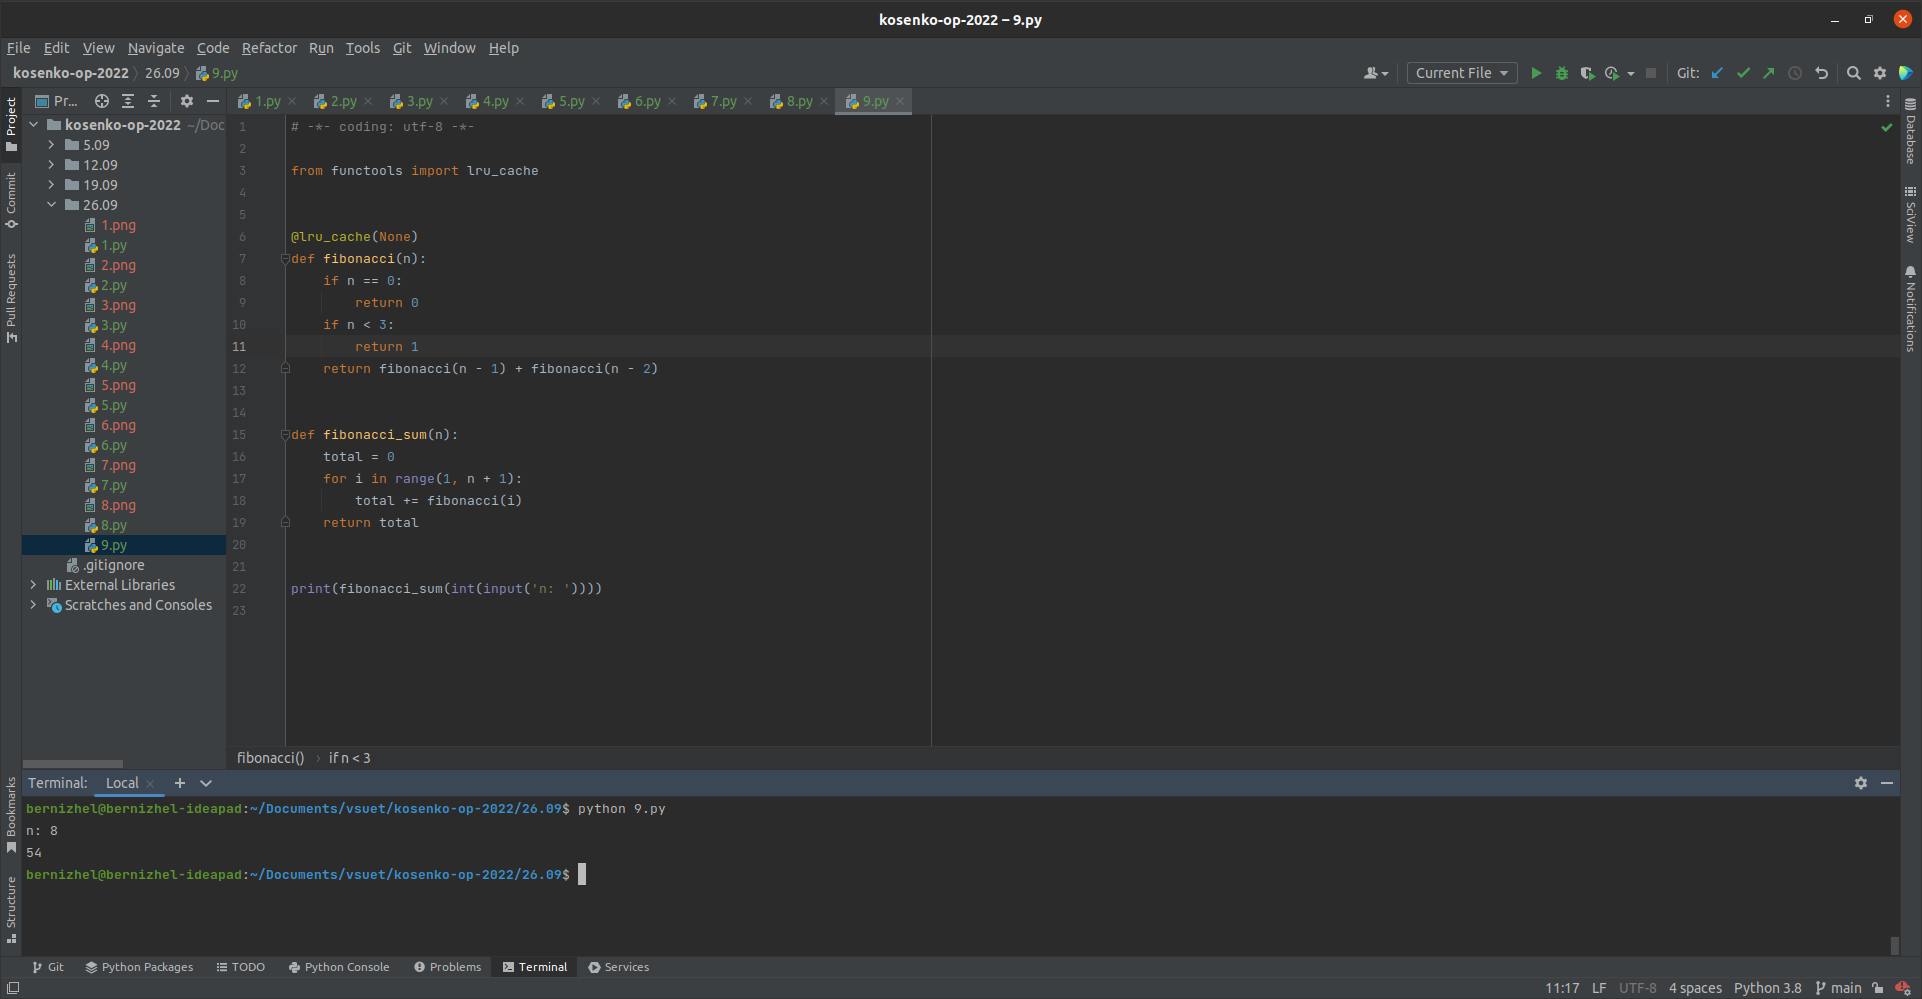 kosenko-op-2022 – 9.py
File Edit View Navigate Code Refactor Run Tools Git Window Help
kosenko-op-2022 26.09 9.py
Current File Git:
Pr...
1.py 2.py 3.py 4.py 5.py 6.py 7.py 8.py 9.py
Project
Commit
Pull Requests
Bookmarks
Structure
kosenko-op-2022 ~/Doc
5.09
12.09
19.09
26.09
1.png
1.py
2.png
2.py
3.png
3.py
4.png
4.py
5.png
5.py
6.png
6.py
7.png
7.py
8.png
8.py
9.py
.gitignore
External Libraries
Scratches and Consoles
1 # -*- coding: utf-8 -*-
2
3 from functools import lru_cache
4
5
6 @lru_cache(None)
7 def fibonacci(n):
8     if n == 0:
9         return 0
10     if n < 3:
11         return 1
12     return fibonacci(n - 1) + fibonacci(n - 2)
13
14
15 def fibonacci_sum(n):
16     total = 0
17     for i in range(1, n + 1):
18         total += fibonacci(i)
19     return total
20
21
22 print(fibonacci_sum(int(input('n: '))))
23
Database
SciView
Notifications
fibonacci() › if n < 3
Terminal: Local
bernizhel@bernizhel-ideapad:~/Documents/vsuet/kosenko-op-2022/26.09$ python 9.py
n: 8
54
bernizhel@bernizhel-ideapad:~/Documents/vsuet/kosenko-op-2022/26.09$
Git Python Packages TODO Python Console Problems Terminal Services
11:17 LF UTF-8 4 spaces Python 3.8 main